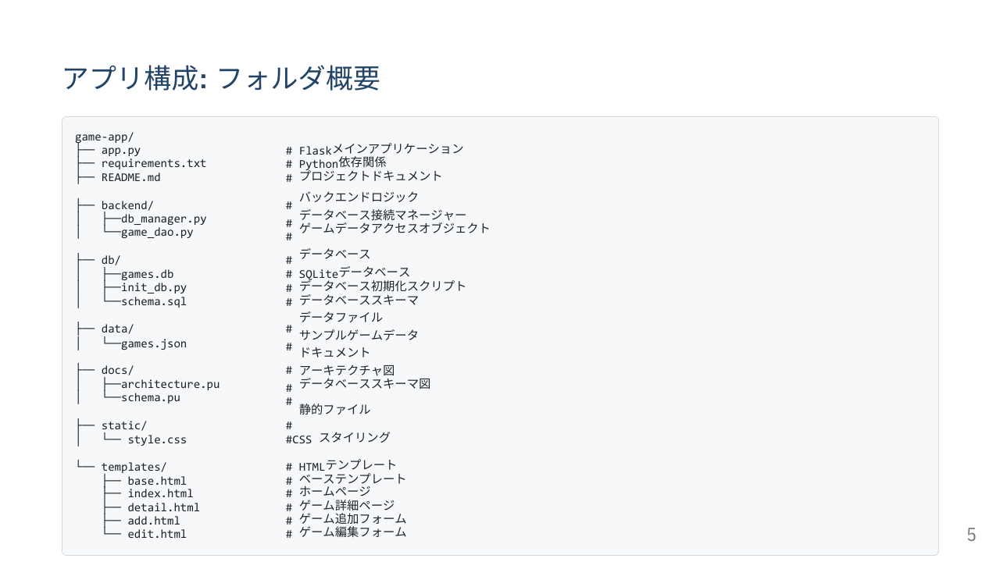 アプリ構成: フォルダ概要
game-app/
├── app.py # Flaskメインアプリケーション
├── requirements.txt # Python依存関係
├── README.md # プロジェクトドキュメント
├── backend/ # バックエンドロジック
│ ├──db_manager.py # データベース接続マネージャー
│ └──game_dao.py # ゲームデータアクセスオブジェクト
├── db/ # データベース
│ ├──games.db # SQLiteデータベース
│ ├──init_db.py # データベース初期化スクリプト
│ └──schema.sql # データベーススキーマ
├── data/ # データファイル
│ └──games.json # サンプルゲームデータ
├── docs/ # ドキュメント
│ ├──architecture.pu # アーキテクチャ図
│ └──schema.pu # データベーススキーマ図
├── static/ # 静的ファイル
│ └── style.css #CSS スタイリング
└── templates/ # HTMLテンプレート
├── base.html # ベーステンプレート
├── index.html # ホームページ
├── detail.html # ゲーム詳細ページ
├── add.html # ゲーム追加フォーム
└── edit.html # ゲーム編集フォーム
5